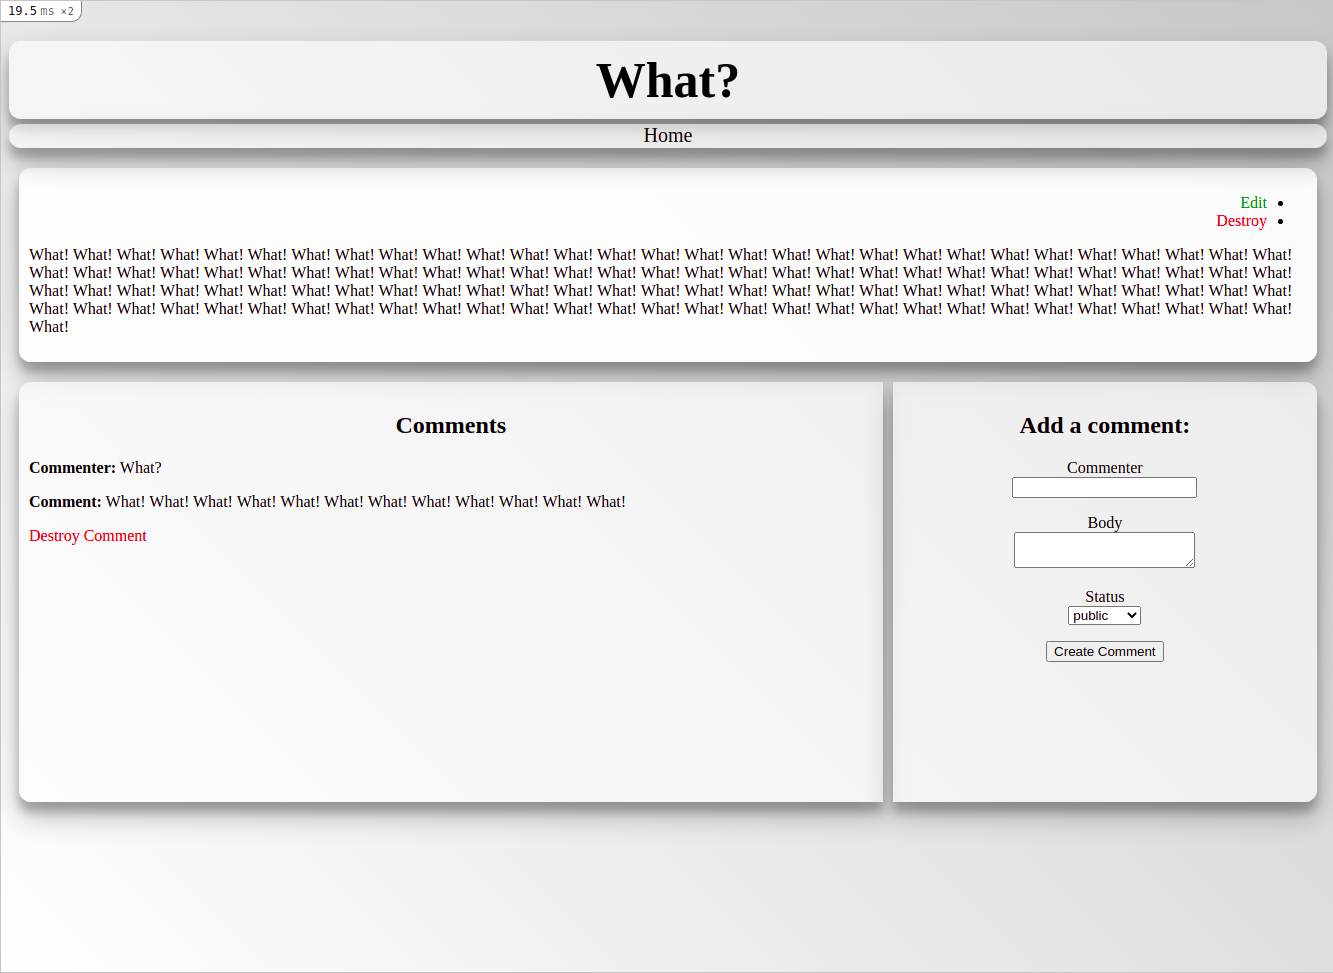 19.5 ms ×2
What?
Home
Edit
Destroy
What! What! What! What! What! What! What! What! What! What! What! What! What! What! What! What! What! What! What! What! What! What! What! What! What! What! What! What! What!
What! What! What! What! What! What! What! What! What! What! What! What! What! What! What! What! What! What! What! What! What! What! What! What! What! What! What! What! What!
What! What! What! What! What! What! What! What! What! What! What! What! What! What! What! What! What! What! What! What! What! What! What! What! What! What! What! What! What!
What! What! What! What! What! What! What! What! What! What! What! What! What! What! What! What! What! What! What! What! What! What! What! What! What! What! What! What! What!
What!
Comments
Commenter: What?
Comment: What! What! What! What! What! What! What! What! What! What! What! What!
Destroy Comment
Add a comment:
Commenter
Body
Status
public
Create Comment